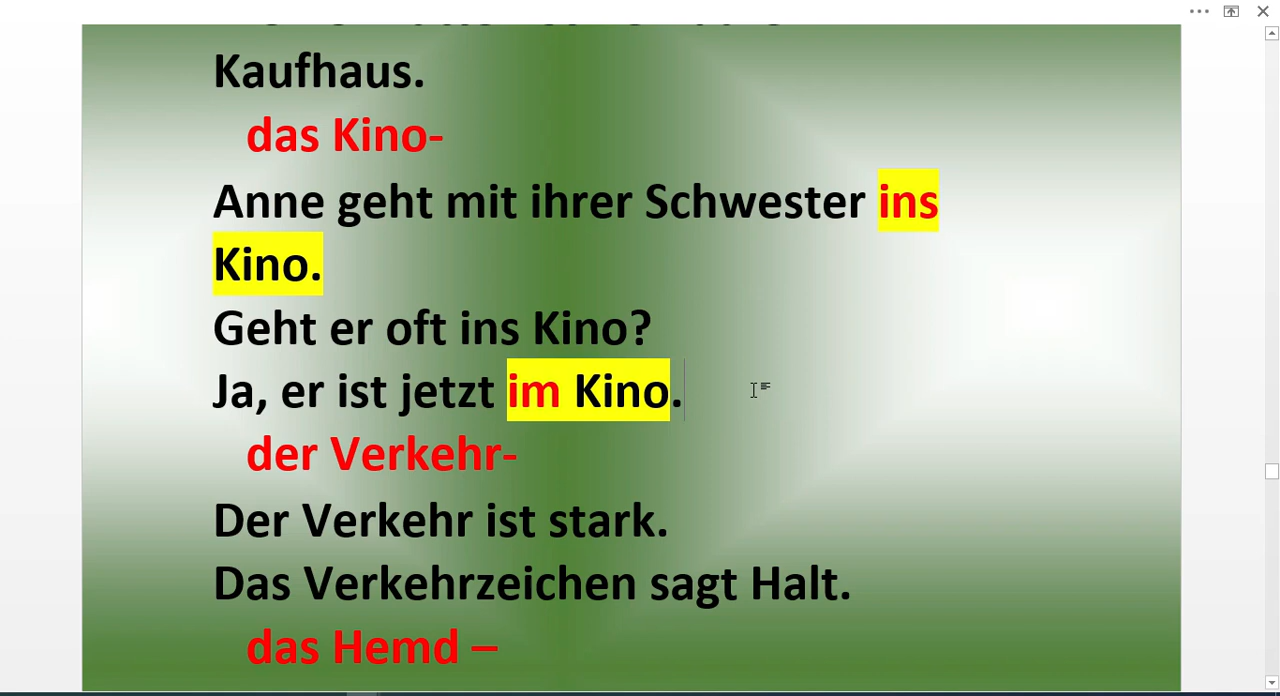 Kaufhaus.
das Kino-
Anne geht mit ihrer Schwester ins
Kino.
Geht er oft ins Kino?
Ja, er ist jetzt im Kino.
der Verkehr-
Der Verkehr ist stark.
Das Verkehrzeichen sagt Halt.
das Hemd –